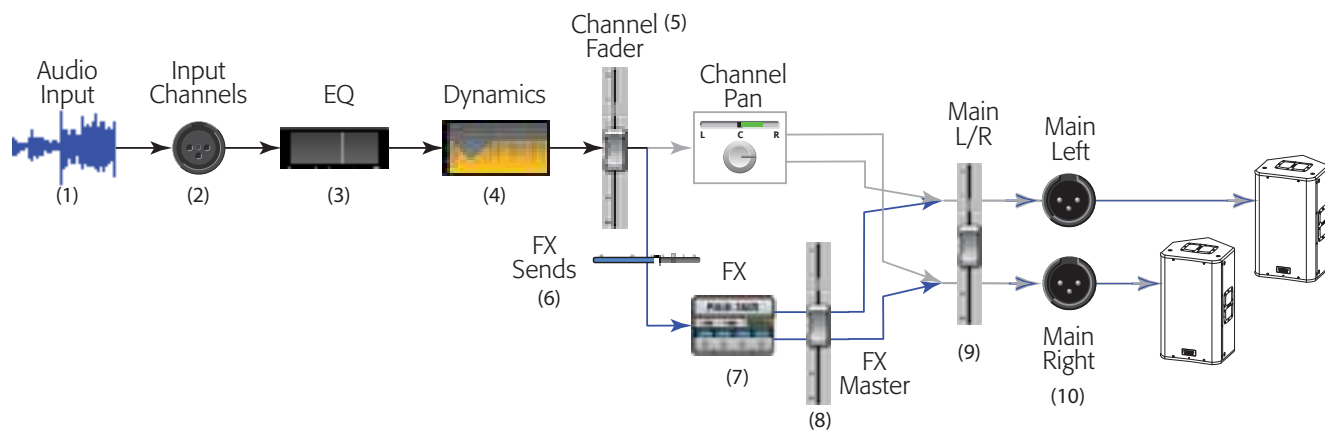 Audio
Input
(1)
Input
Channels
(2)
EQ
(3)
Dynamics
(4)
Channel (5)
Fader
FX
Sends
(6)
Channel
Pan
L C R
FX
(7)
FX
Master
(8)
Main
L/R
(9)
Main
Left
Main
Right
(10)